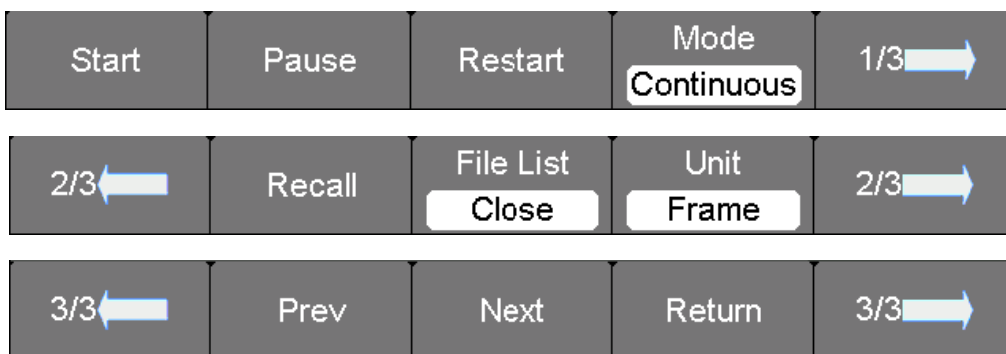 Start Pause Restart Mode Continuous 1/3
2/3 Recall File List Close Unit Frame 2/3
3/3 Prev Next Return 3/3